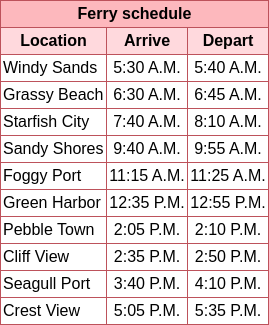 Ferry schedule
Location Arrive Depart
Windy Sands 5:30 A.M. 5:40 A.M.
Grassy Beach 6:30 A.M. 6:45 A.M.
Starfish City 7:40 A.M. 8:10 A.M.
Sandy Shores 9:40 A.M. 9:55 A.M.
Foggy Port 11:15 A.M. 11:25 A.M.
Green Harbor 12:35 P.M. 12:55 P.M.
Pebble Town 2:05 P.M. 2:10 P.M.
Cliff View 2:35 P.M. 2:50 P.M.
Seagull Port 3:40 P.M. 4:10 P.M.
Crest View 5:05 P.M. 5:35 P.M.